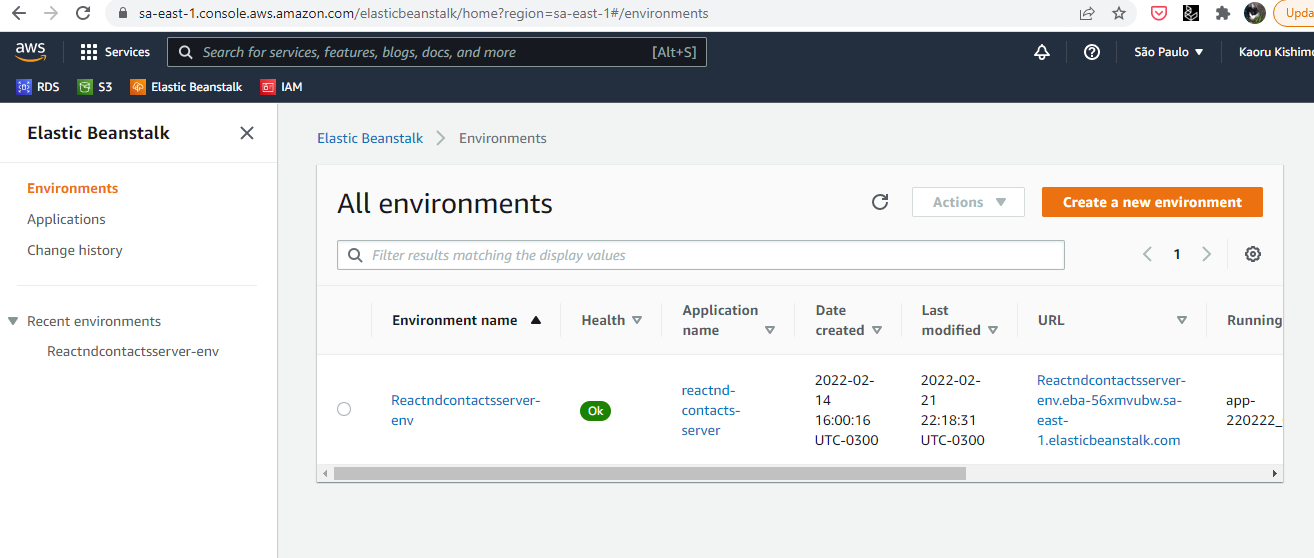 sa-east-1.console.aws.amazon.com/elasticbeanstalk/home?region=sa-east-1#/environments
Upda
aws
Services
Search for services, features, blogs, docs, and more
[Alt+S]
São Paulo
Kaoru Kishimo
RDS
S3
Elastic Beanstalk
IAM
Elastic Beanstalk
Environments
Applications
Change history
Recent environments
Reactndcontactsserver-env
Elastic Beanstalk
Environments
All environments
Actions
Create a new environment
Filter results matching the display values
1
Environment name
Health
Application
name
Date
created
Last
modified
URL
Running
Reactndcontactsserver-
env
Ok
reactnd-
contacts-
server
2022-02-
14
16:00:16
UTC-0300
2022-02-
21
22:18:31
UTC-0300
Reactndcontactsserver-
env.eba-56xmvubw.sa-
east-
1.elasticbeanstalk.com
app-
220222_